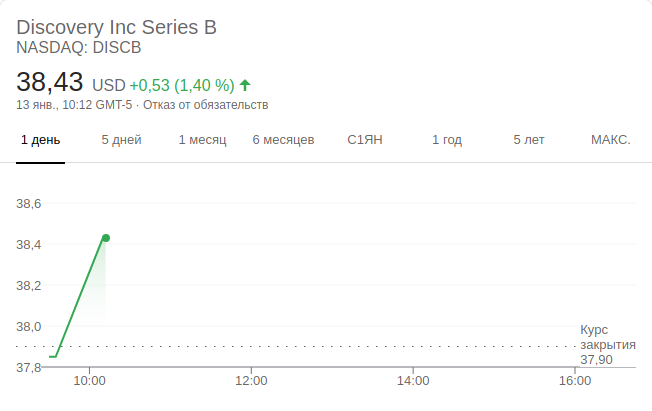 Discovery Inc Series B
NASDAQ: DISCB
38,43 USD +0,53 (1,40 %)
13 янв., 10:12 GMT-5 · Отказ от обязательств
1 день 5 дней 1 месяц 6 месяцев С1ЯН 1 год 5 лет МАКС.
38,6
38,4
38,2
38,0
Курс
закрытия
37,90
37,8
10:00 12:00 14:00 16:00